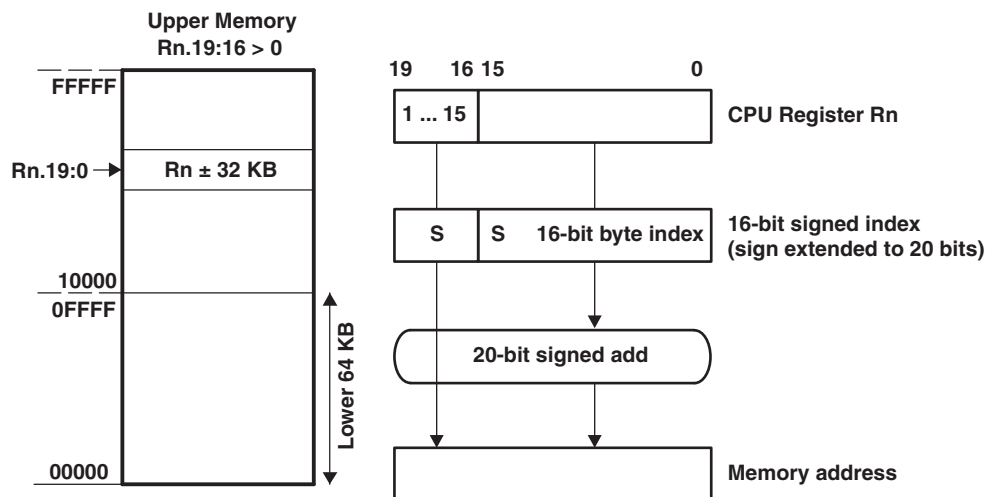 Upper Memory
Rn.19:16 > 0
FFFFF
Rn.19:0
Rn ± 32 KB
10000
0FFFF
Lower 64 KB
00000
19 16 15 0
1 ... 15
CPU Register Rn
S S 16-bit byte index
16-bit signed index
(sign extended to 20 bits)
20-bit signed add
Memory address